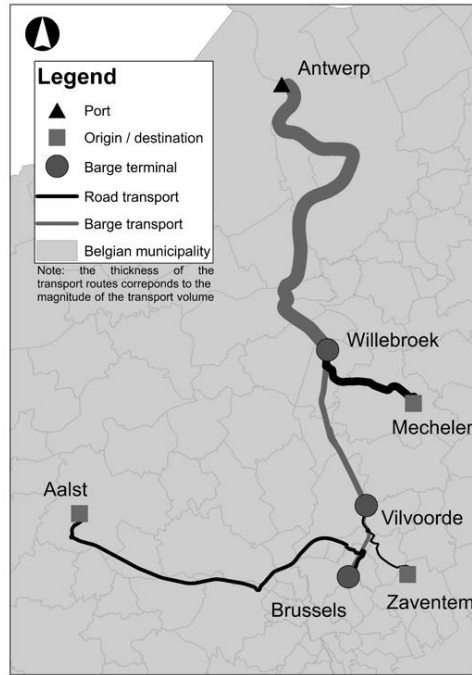 Antwerp
Legend
Port
Origin / destination
Barge terminal
Road transport
Barge transport
Belgian municipality
Note: the thickness of the
transport routes correponds to the
magnitude of the transport volume
Willebroek
Mechelen
Aalst
Vilvoorde
Brussels
Zaventem